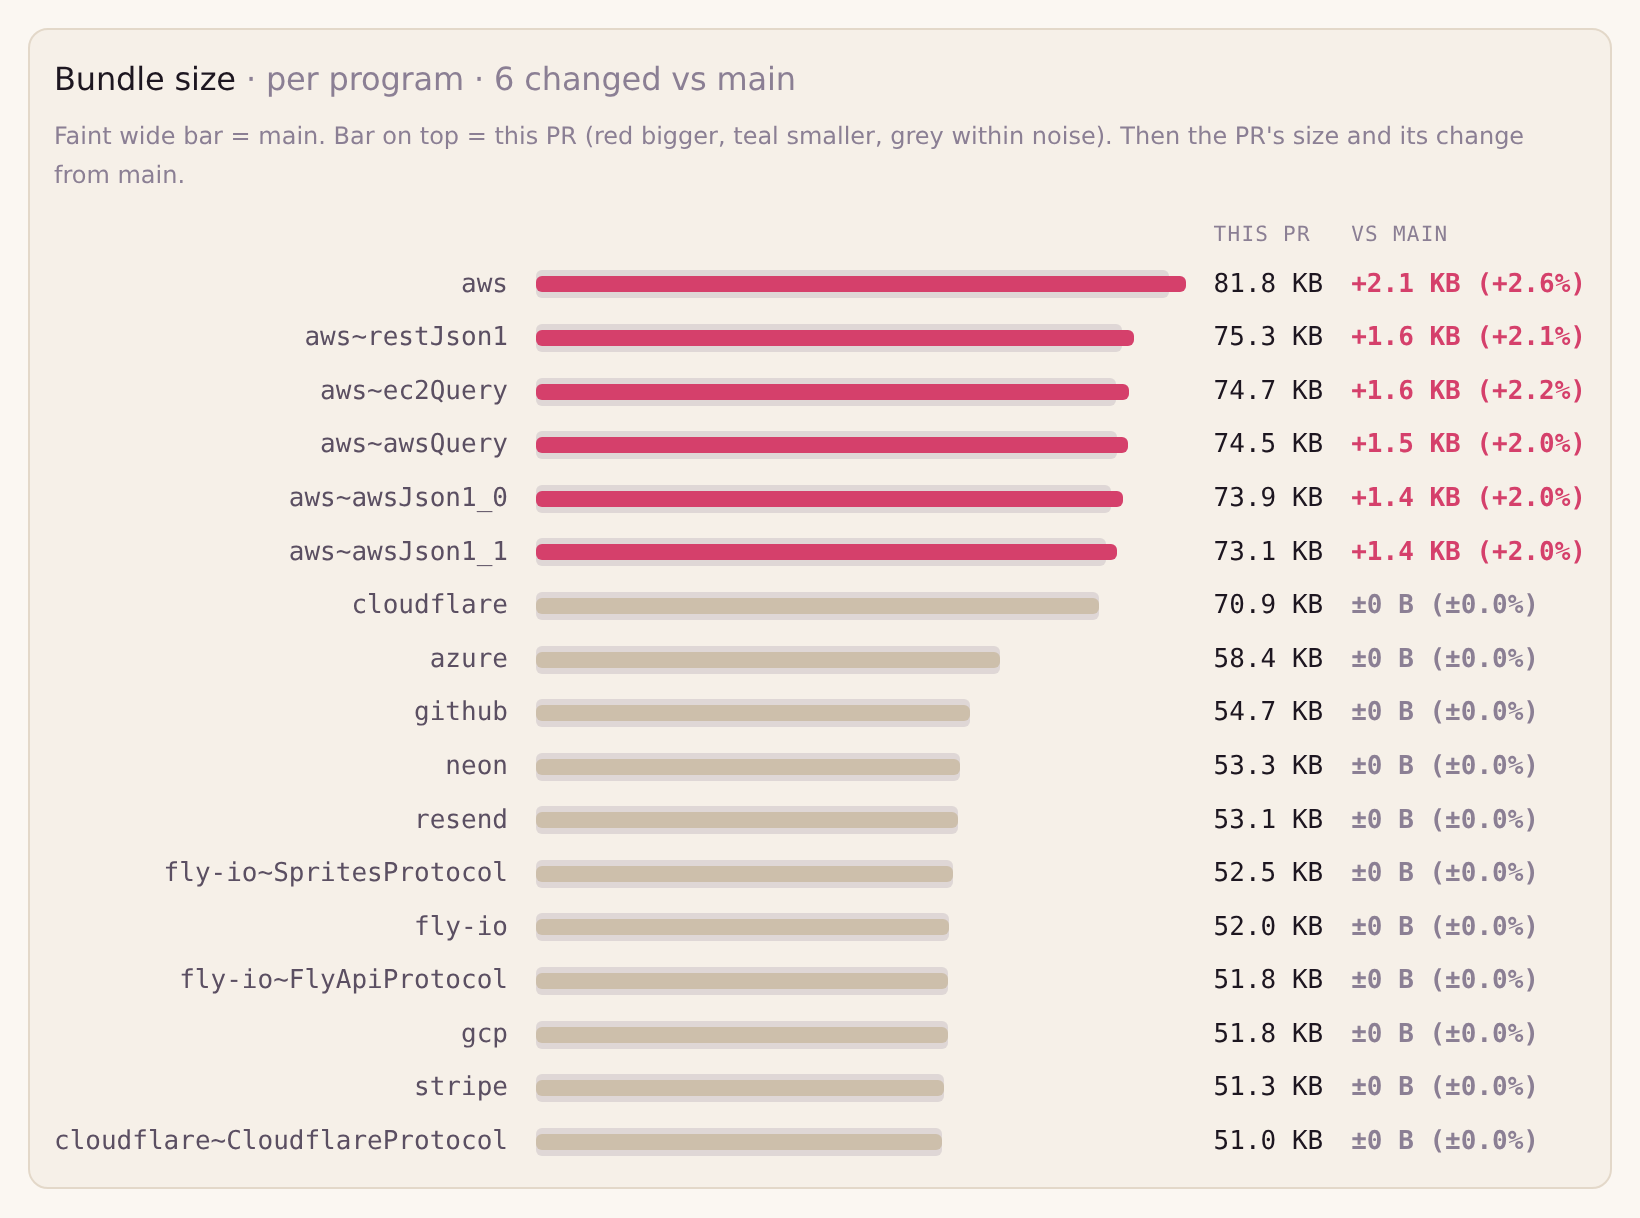 Bundle size · per program · 6 changed vs main
Faint wide bar = main. Bar on top = this PR (red bigger, teal smaller, grey within noise). Then the PR's size and its change
from main.
THIS PR VS MAIN
aws 81.8 KB +2.1 KB (+2.6%)
aws~restJson1 75.3 KB +1.6 KB (+2.1%)
aws~ec2Query 74.7 KB +1.6 KB (+2.2%)
aws~awsQuery 74.5 KB +1.5 KB (+2.0%)
aws~awsJson1_0 73.9 KB +1.4 KB (+2.0%)
aws~awsJson1_1 73.1 KB +1.4 KB (+2.0%)
cloudflare 70.9 KB ±0 B (±0.0%)
azure 58.4 KB ±0 B (±0.0%)
github 54.7 KB ±0 B (±0.0%)
neon 53.3 KB ±0 B (±0.0%)
resend 53.1 KB ±0 B (±0.0%)
fly-io~SpritesProtocol 52.5 KB ±0 B (±0.0%)
fly-io 52.0 KB ±0 B (±0.0%)
fly-io~FlyApiProtocol 51.8 KB ±0 B (±0.0%)
gcp 51.8 KB ±0 B (±0.0%)
stripe 51.3 KB ±0 B (±0.0%)
cloudflare~CloudflareProtocol 51.0 KB ±0 B (±0.0%)